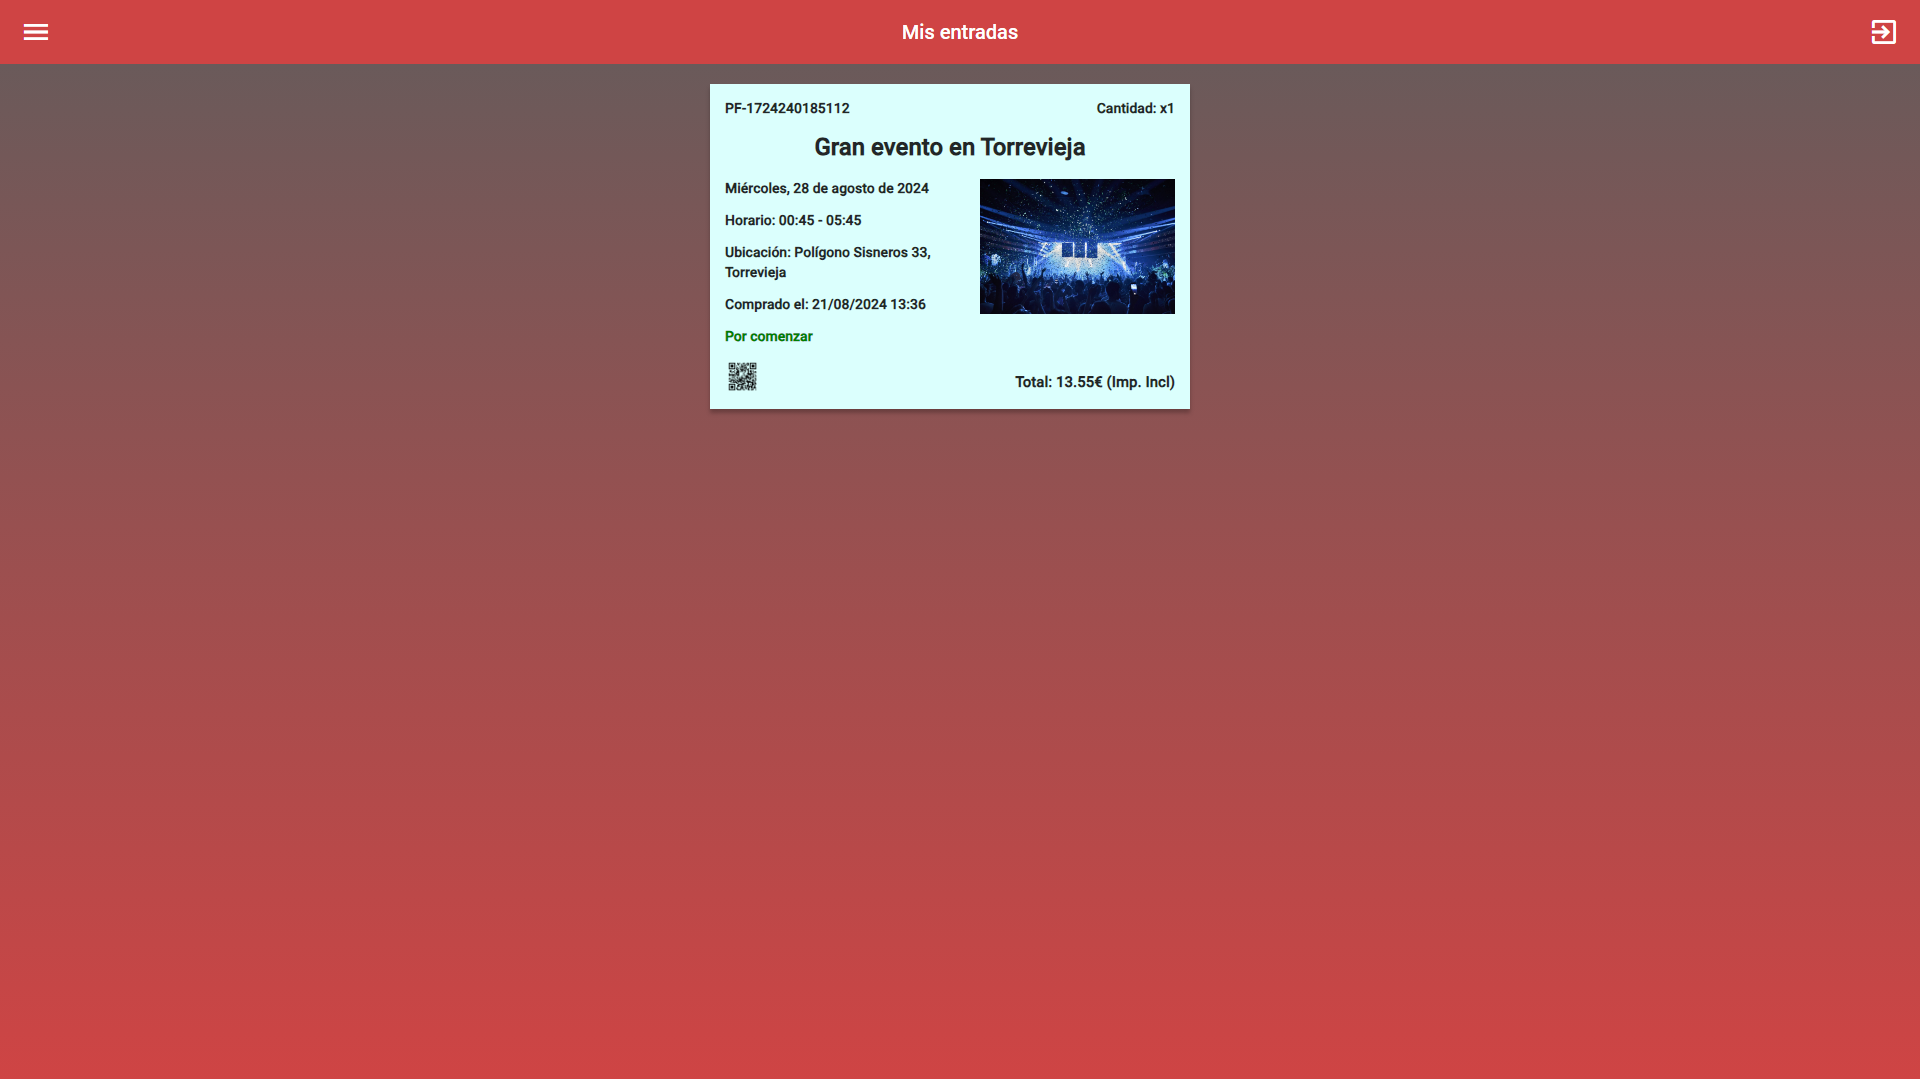 Mis entradas
PF-1724240185112
Cantidad: x1
Gran evento en Torrevieja
Miércoles, 28 de agosto de 2024
Horario: 00:45 - 05:45
Ubicación: Polígono Sisneros 33,
Torrevieja
Comprado el: 21/08/2024 13:36
Por comenzar
Total: 13.55€ (Imp. Incl)